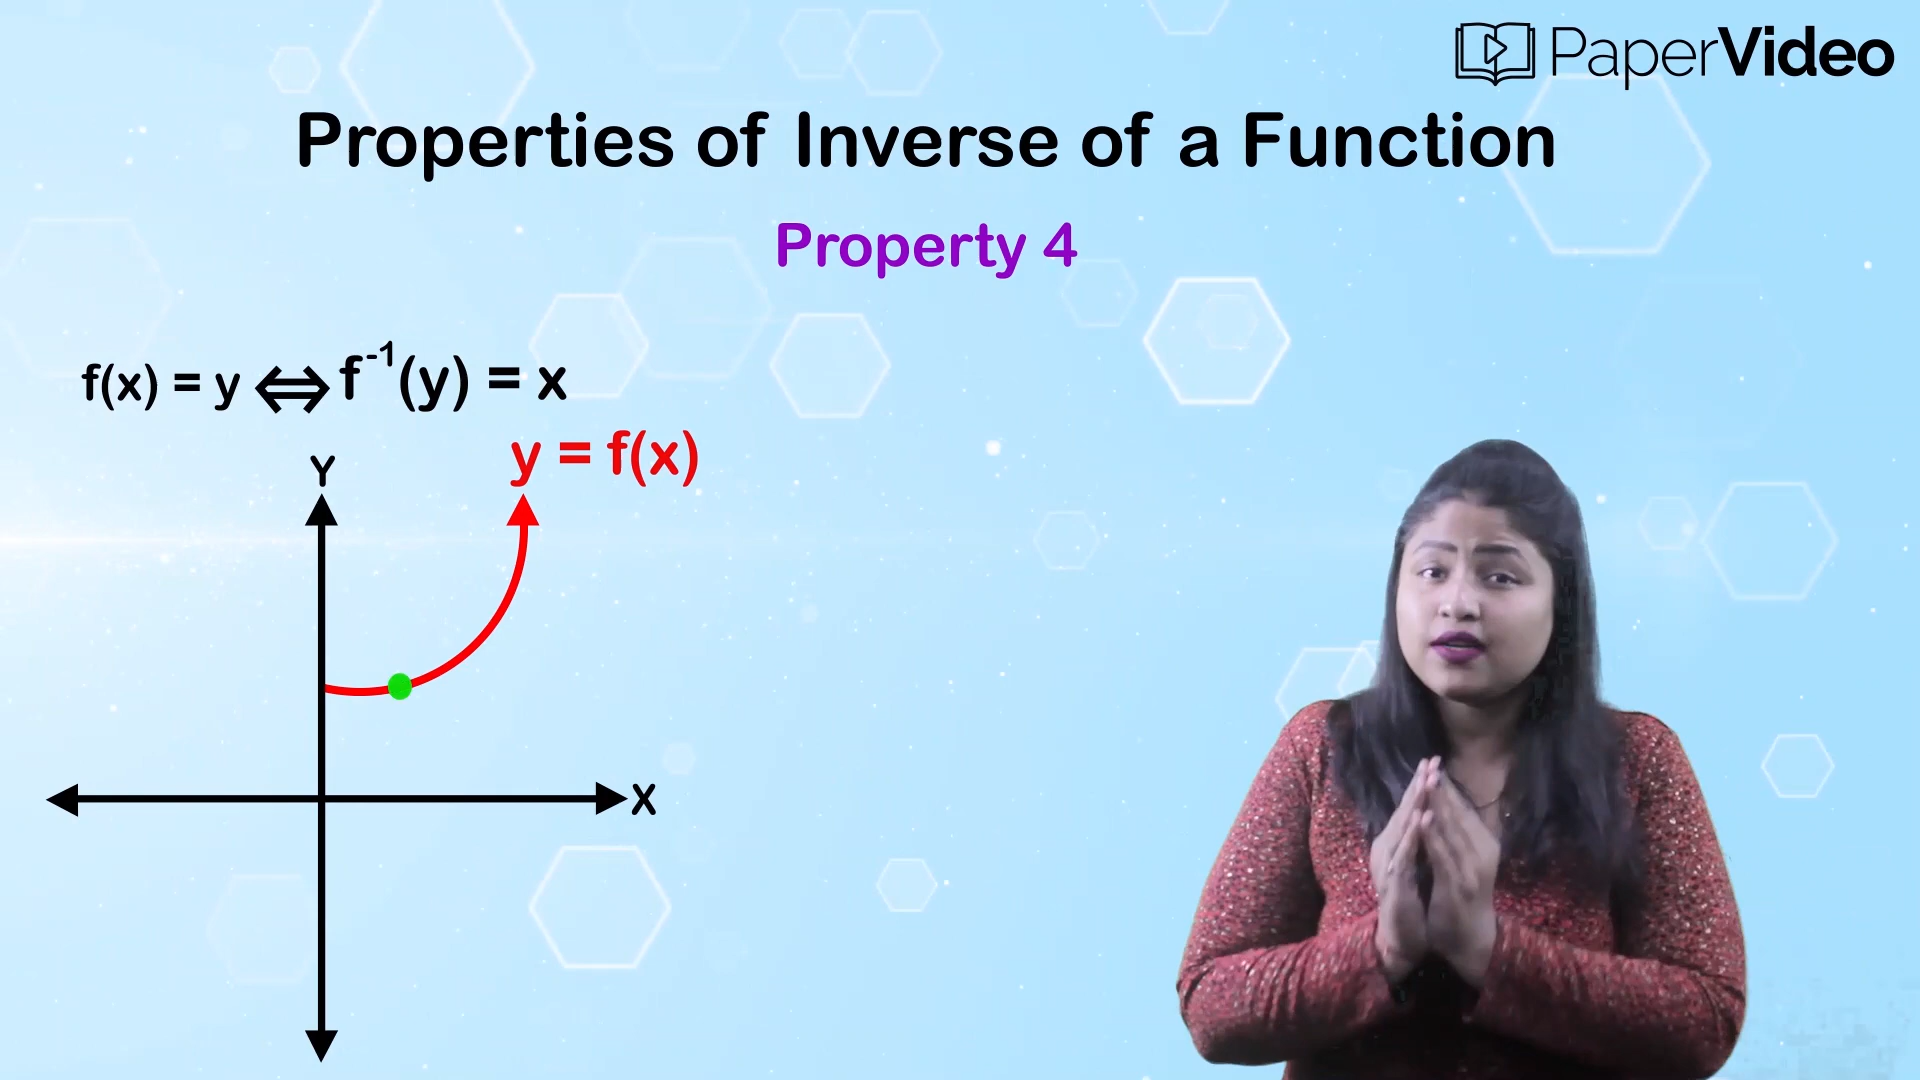 PaperVideo
Properties of Inverse of a Function
Property 4
f(x) = y ⇔ f⁻¹(y) = x
y = f(x)
Y
X